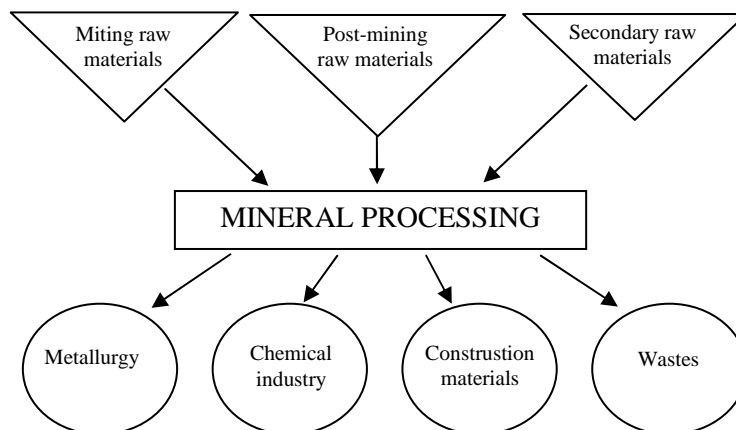 Miting raw
materials
Post-mining
raw materials
Secondary raw
materials
MINERAL PROCESSING
Metallurgy
Chemical
industry
Construstion
materials
Wastes